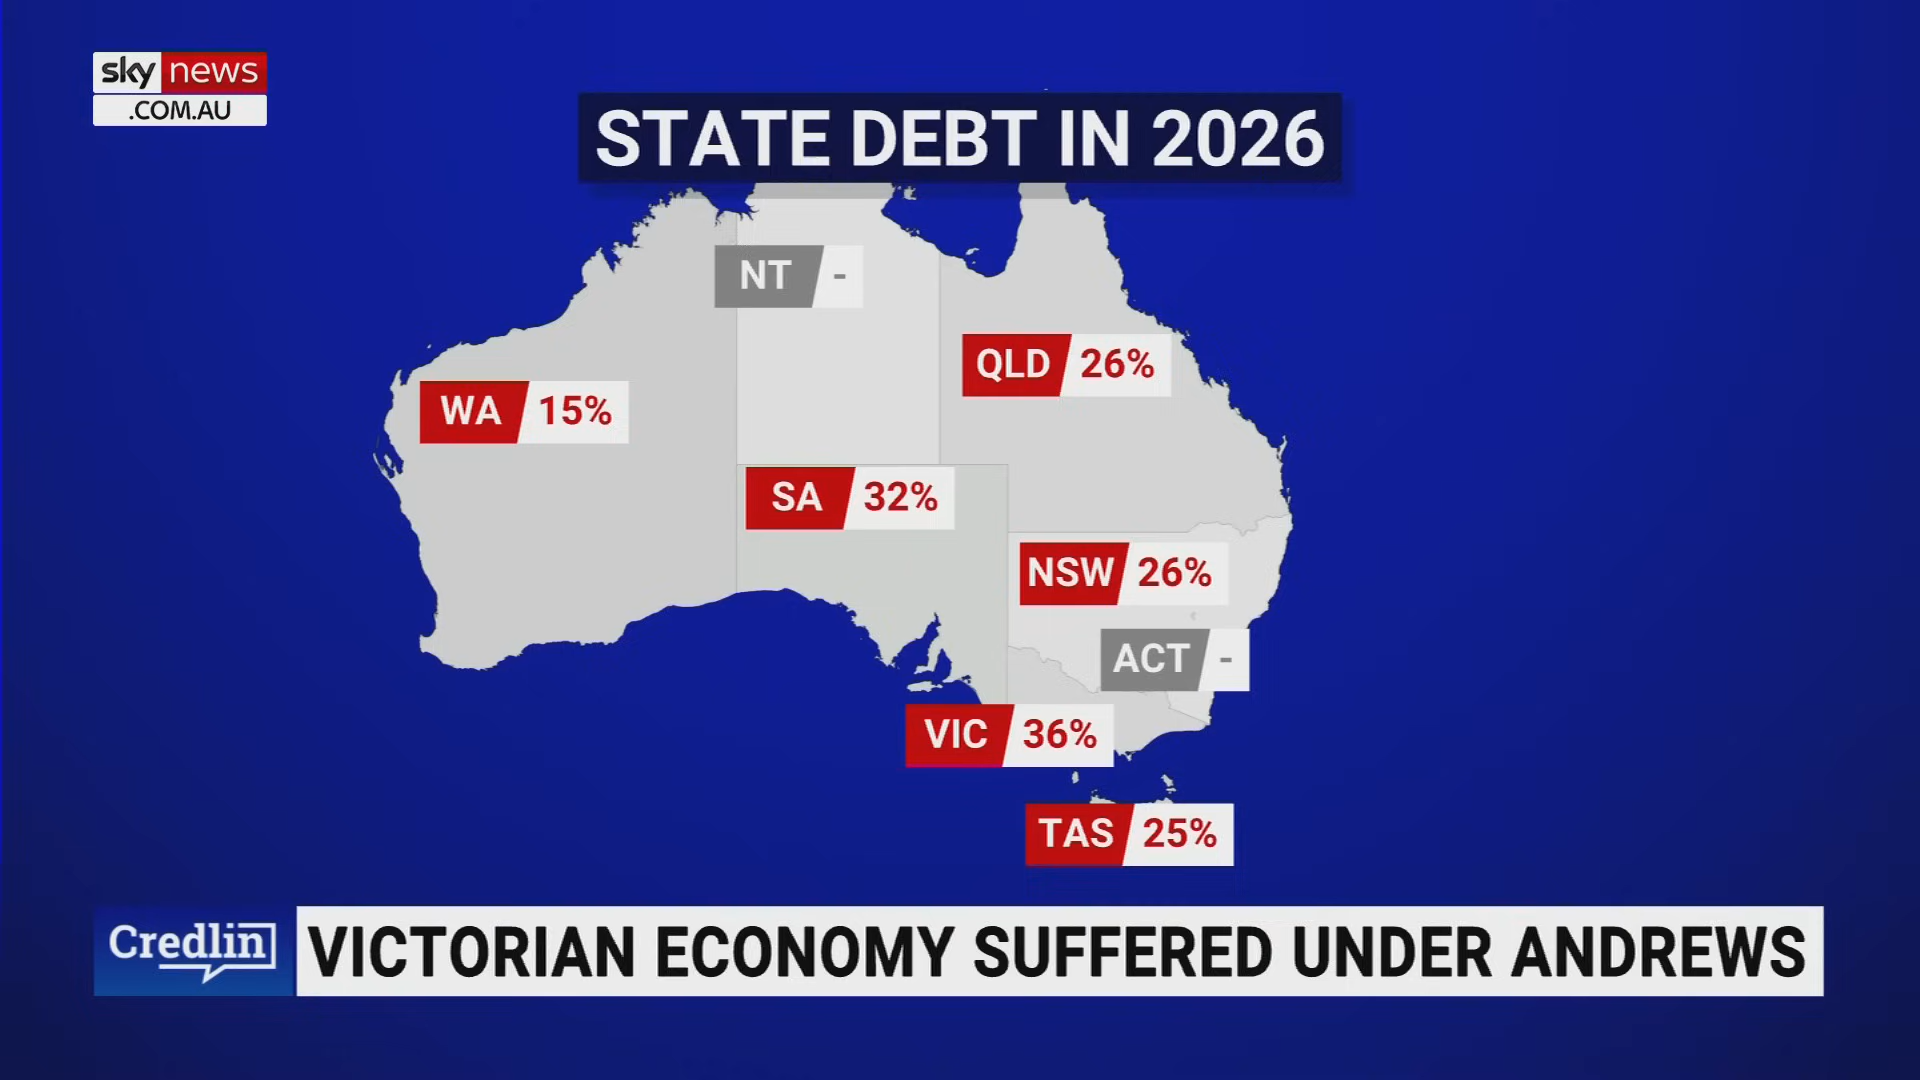 sky news
.COM.AU
STATE DEBT IN 2026
NT -
QLD 26%
WA 15%
SA 32%
NSW 26%
ACT -
VIC 36%
TAS 25%
Credlin
VICTORIAN ECONOMY SUFFERED UNDER ANDREWS